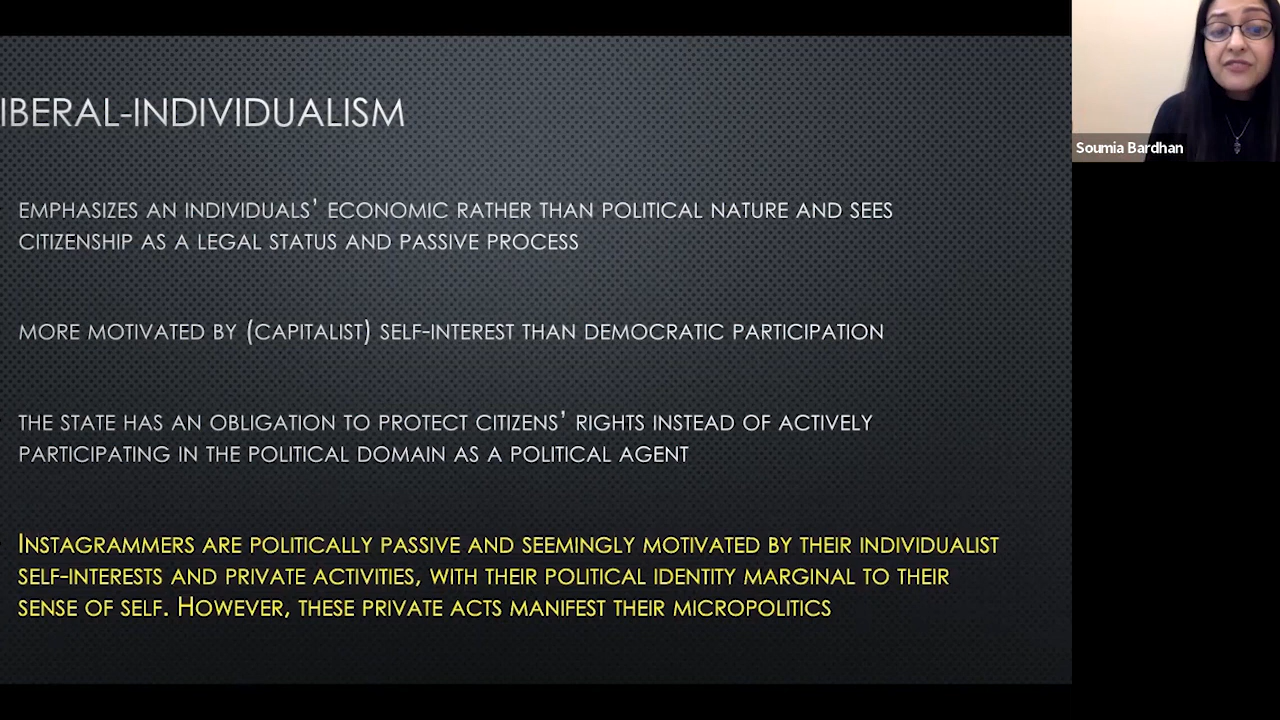 IBERAL-INDIVIDUALISM
EMPHASIZES AN INDIVIDUALS’ ECONOMIC RATHER THAN POLITICAL NATURE AND SEES
CITIZENSHIP AS A LEGAL STATUS AND PASSIVE PROCESS
MORE MOTIVATED BY (CAPITALIST) SELF-INTEREST THAN DEMOCRATIC PARTICIPATION
THE STATE HAS AN OBLIGATION TO PROTECT CITIZENS’ RIGHTS INSTEAD OF ACTIVELY
PARTICIPATING IN THE POLITICAL DOMAIN AS A POLITICAL AGENT
INSTAGRAMMERS ARE POLITICALLY PASSIVE AND SEEMINGLY MOTIVATED BY THEIR INDIVIDUALIST
SELF-INTERESTS AND PRIVATE ACTIVITIES, WITH THEIR POLITICAL IDENTITY MARGINAL TO THEIR
SENSE OF SELF. HOWEVER, THESE PRIVATE ACTS MANIFEST THEIR MICROPOLITICS
Soumia Bardhan